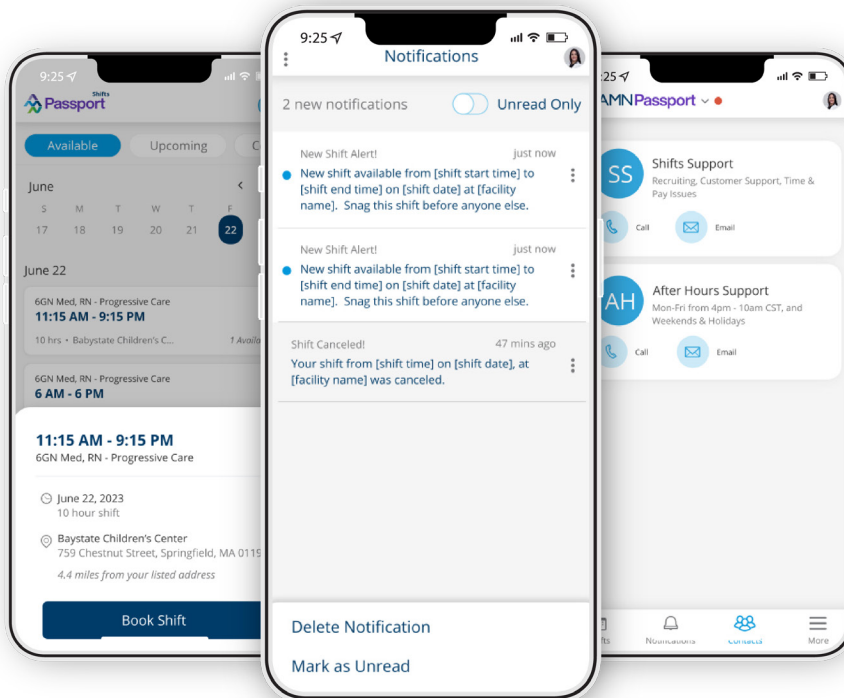 9:25
Shifts
Passport
Available
Upcoming
June
S M T W T F
17 18 19 20 21 22
June 22
6GN Med, RN - Progressive Care
11:15 AM - 9:15 PM
10 hrs • Babystate Children's C...
1 Availa
6GN Med, RN - Progressive Care
6 AM - 6 PM
11:15 AM - 9:15 PM
6GN Med, RN - Progressive Care
June 22, 2023
10 hour shift
Baystate Children's Center
759 Chestnut Street, Springfield, MA 0119
4.4 miles from your listed address
Book Shift
9:25
Notifications
2 new notifications
Unread Only
New Shift Alert!
just now
New shift available from [shift start time] to
[shift end time] on [shift date] at [facility
name]. Snag this shift before anyone else.
New Shift Alert!
just now
New shift available from [shift start time] to
[shift end time] on [shift date] at [facility
name]. Snag this shift before anyone else.
Shift Canceled!
47 mins ago
Your shift from [shift time] on [shift date], at
[facility name] was canceled.
Delete Notification
Mark as Unread
:25
AMN Passport
SS
Shifts Support
Recruiting, Customer Support, Time &
Pay Issues
Call
Email
AH
After Hours Support
Mon-Fri from 4pm - 10am CST, and
Weekends & Holidays
Call
Email
fts
Notifications
Contacts
More